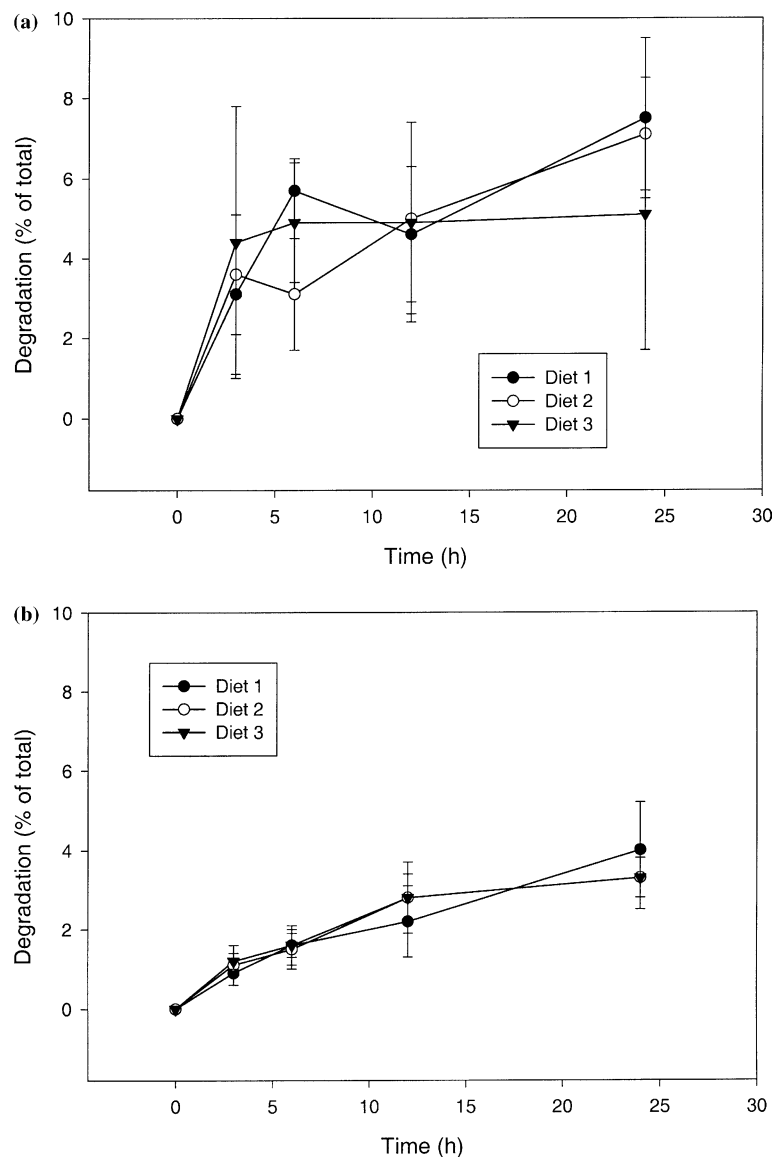 (a)
10
8
6
4
2
0
Degradation (% of total)
Diet 1
Diet 2
Diet 3
0 5 10 15 20 25 30
Time (h)
(b)
10
8
6
4
2
0
Degradation (% of total)
Diet 1
Diet 2
Diet 3
0 5 10 15 20 25 30
Time (h)